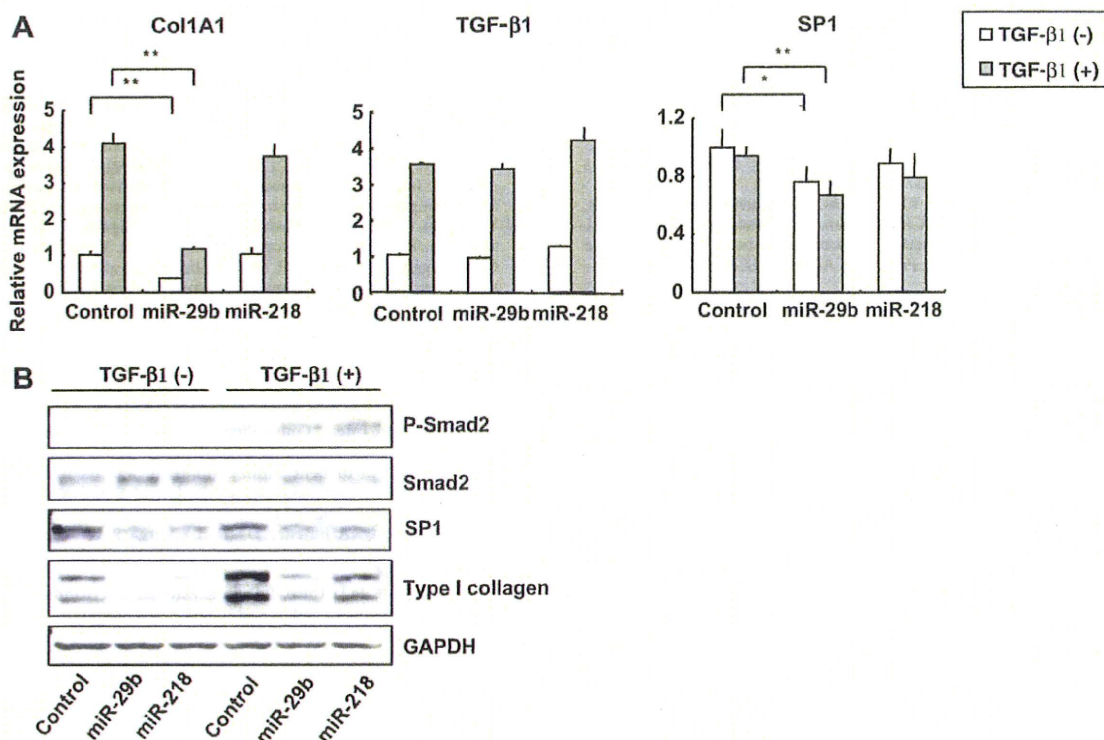 A
Col1A1
TGF-β1
SP1
TGF-β1 (-)
TGF-β1 (+)
Relative mRNA expression
**
**
5
4
3
2
1
0
Control miR-29b miR-218
5
4
3
2
1
0
Control miR-29b miR-218
**
*
1.2
0.8
0.4
0
Control miR-29b miR-218
B
TGF-β1 (-)
TGF-β1 (+)
P-Smad2
Smad2
SP1
Type I collagen
GAPDH
Control
miR-29b
miR-218
Control
miR-29b
miR-218